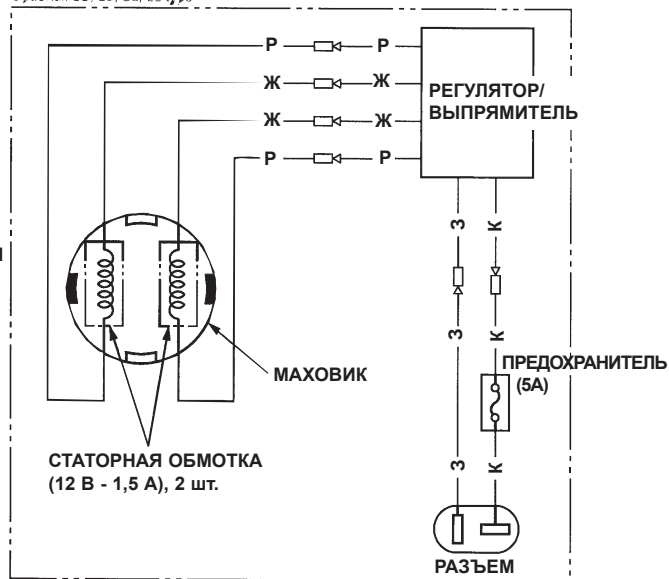 Р Р
Ж Ж
Ж Ж
Р Р
РЕГУЛЯТОР/
ВЫПРЯМИТЕЛЬ
З К
З К
ПРЕДОХРАНИТЕЛЬ
(5А)
МАХОВИК
СТАТОРНАЯ ОБМОТКА
(12 В - 1,5 А), 2 шт.
З К
РАЗЪЕМ